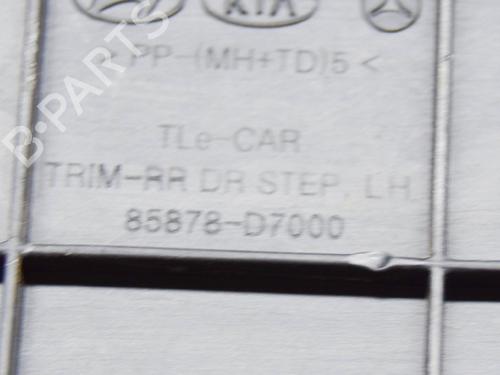 KIA
> PP-(MH+TD)5 <
TLe-CAR
TRIM-RR DR STEP, LH
85878-D7000
B-PARTS